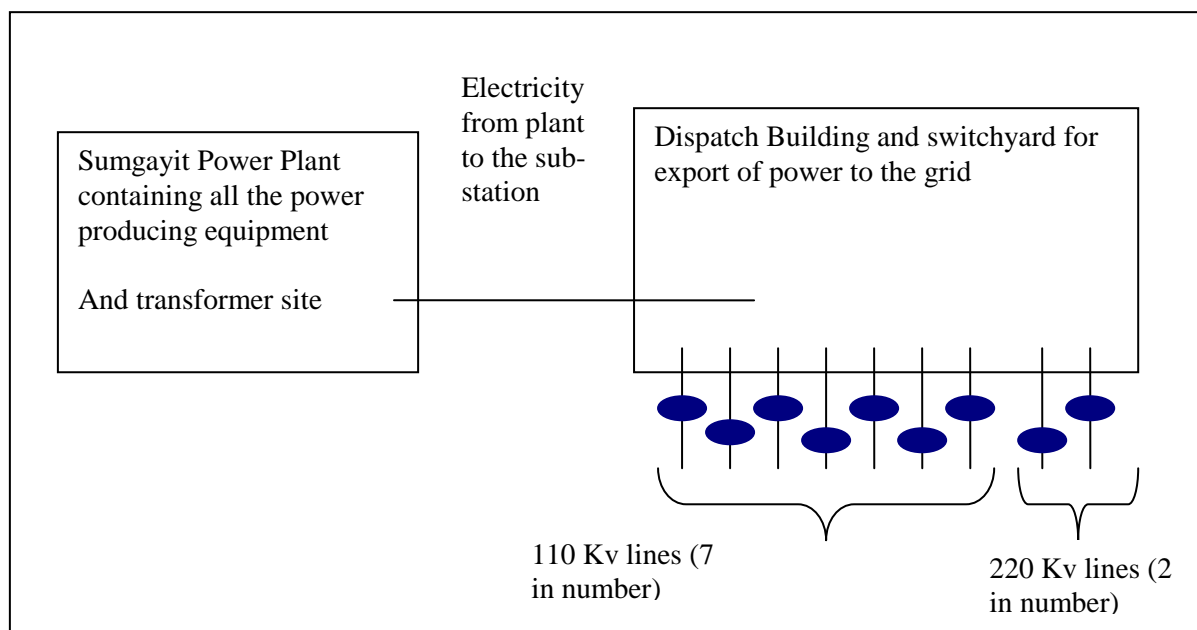 Sumgayit Power Plant
containing all the power
producing equipment
And transformer site
Electricity
from plant
to the sub-
station
Dispatch Building and switchyard for
export of power to the grid
110 Kv lines (7
in number)
220 Kv lines (2
in number)